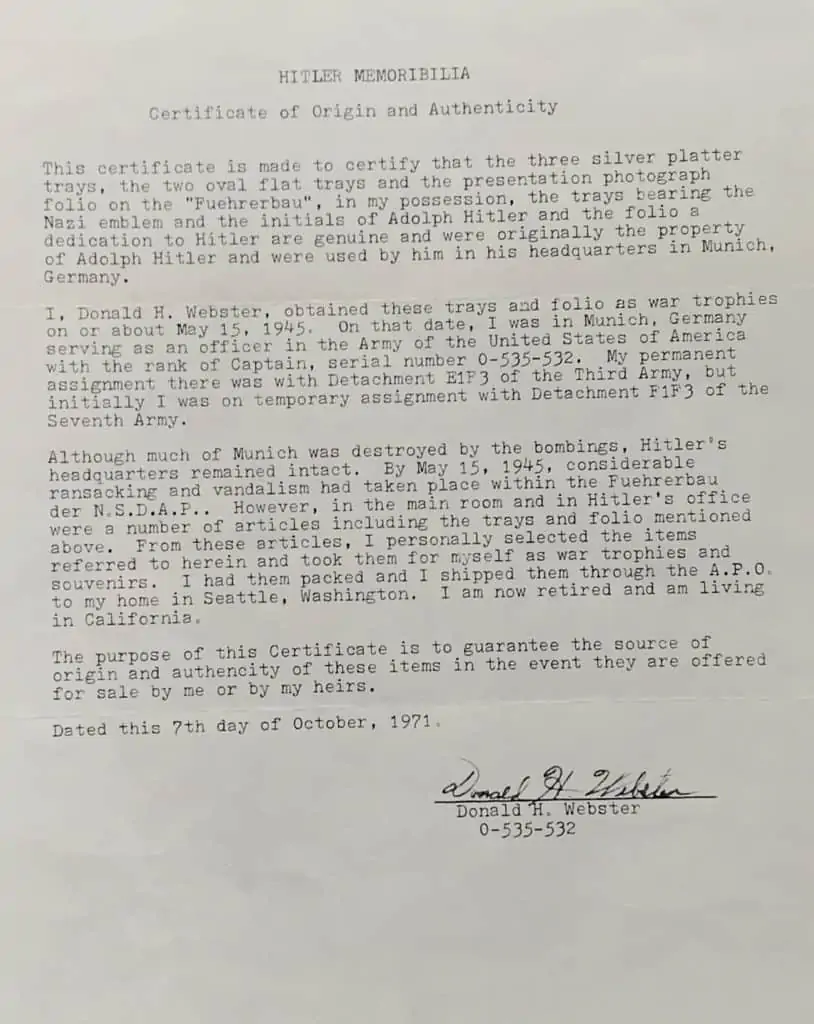 HITLER MEMORIBILIA
Certificate of Origin and Authenticity
This certificate is made to certify that the three silver platter
trays, the two oval flat trays and the presentation photograph
folio on the "Fuehrerbau", in my possession, the trays bearing the
Nazi emblem and the initials of Adolph Hitler and the folio a
dedication to Hitler are genuine and were originally the property
of Adolph Hitler and were used by him in his headquarters in Munich,
Germany.
I, Donald H. Webster, obtained these trays and folio as war trophies
on or about May 15, 1945. On that date, I was in Munich, Germany
serving as an officer in the Army of the United States of America
with the rank of Captain, serial number 0-535-532. My permanent
assignment there was with Detachment E1F3 of the Third Army, but
initially I was on temporary assignment with Detachment F1F3 of the
Seventh Army.
Although much of Munich was destroyed by the bombings, Hitler's
headquarters remained intact. By May 15, 1945, considerable
ransacking and vandalism had taken place within the Fuehrerbau
der N.S.D.A.P.. However, in the main room and in Hitler's office
were a number of articles including the trays and folio mentioned
above. From these articles, I personally selected the items
referred to herein and took them for myself as war trophies and
souvenirs. I had them packed and I shipped them through the A.P.O.
to my home in Seattle, Washington. I am now retired and am living
in California.
The purpose of this Certificate is to guarantee the source of
origin and authencity of these items in the event they are offered
for sale by me or by my heirs.
Dated this 7th day of October, 1971.
Donald H Webster
Donald H. Webster
0-535-532